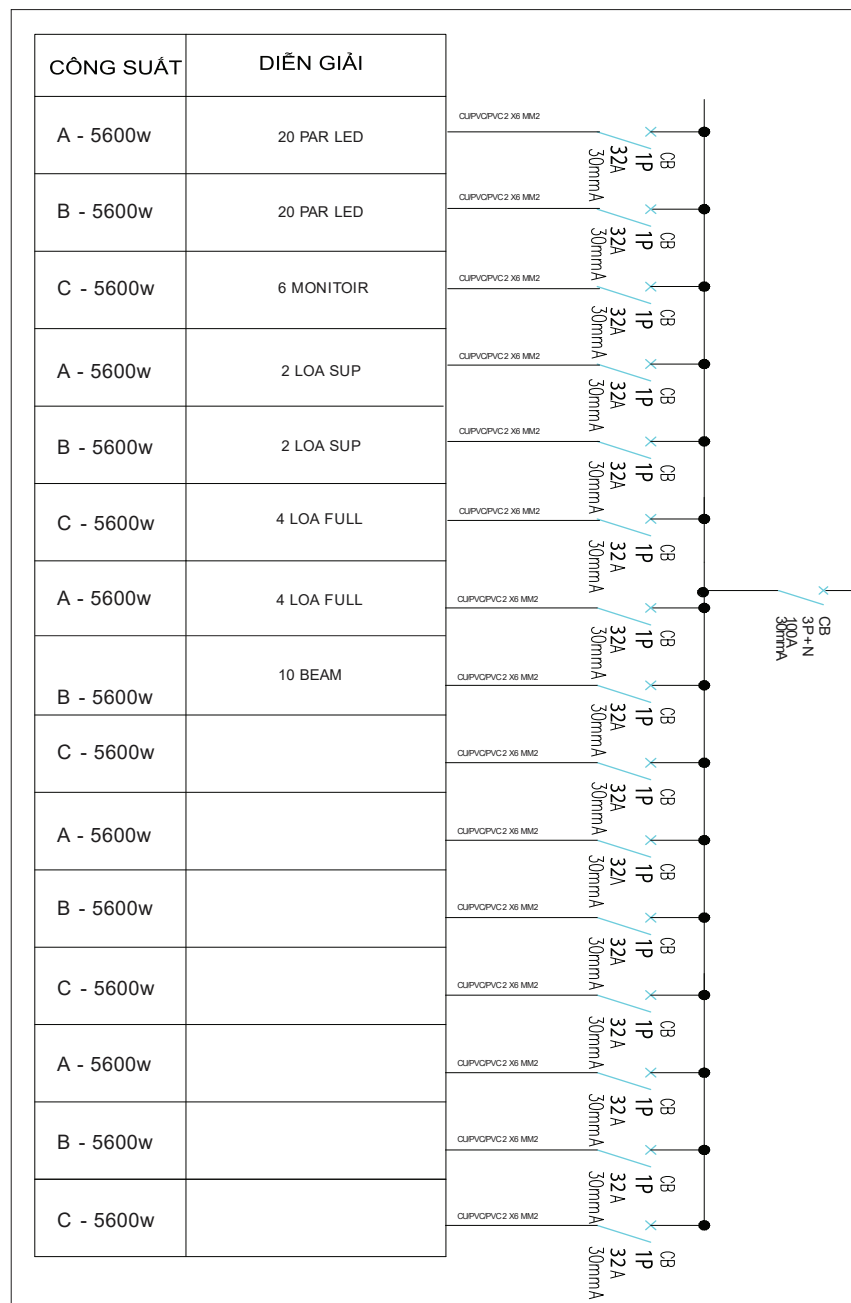 CÔNG SUẤT DIỄN GIẢI
A - 5600w 20 PAR LED CU/PVC/PVC 2 X6 MM2
CB
1P
32A
30mmA
B - 5600w 20 PAR LED CU/PVC/PVC 2 X6 MM2
CB
1P
32A
30mmA
C - 5600w 6 MONITOIR CU/PVC/PVC 2 X6 MM2
CB
1P
32A
30mmA
A - 5600w 2 LOA SUP CU/PVC/PVC 2 X6 MM2
CB
1P
32A
30mmA
B - 5600w 2 LOA SUP CU/PVC/PVC 2 X6 MM2
CB
1P
32A
30mmA
C - 5600w 4 LOA FULL CU/PVC/PVC 2 X6 MM2
CB
1P
32A
30mmA
A - 5600w 4 LOA FULL CU/PVC/PVC 2 X6 MM2
CB
1P
32A
30mmA
CB
3P+N
100A
30mmA
B - 5600w 10 BEAM CU/PVC/PVC 2 X6 MM2
CB
1P
32A
30mmA
C - 5600w CU/PVC/PVC 2 X6 MM2
CB
1P
32A
30mmA
A - 5600w CU/PVC/PVC 2 X6 MM2
CB
1P
32A
30mmA
B - 5600w CU/PVC/PVC 2 X6 MM2
CB
1P
32A
30mmA
C - 5600w CU/PVC/PVC 2 X6 MM2
CB
1P
32A
30mmA
A - 5600w CU/PVC/PVC 2 X6 MM2
CB
1P
32A
30mmA
B - 5600w CU/PVC/PVC 2 X6 MM2
CB
1P
32A
30mmA
C - 5600w CU/PVC/PVC 2 X6 MM2
CB
1P
32A
30mmA